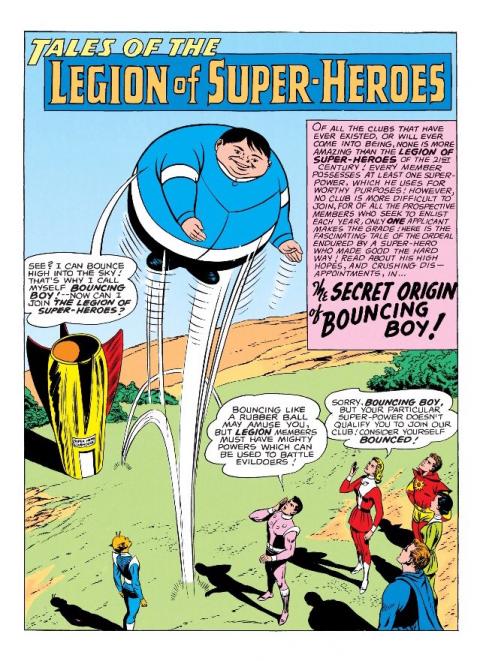 TALES OF THE
LEGION of SUPER-HEROES
OF ALL THE CLUBS THAT HAVE
EVER EXISTED, OR WILL EVER
COME INTO BEING, NONE IS MORE
AMAZING THAN THE LEGION OF
SUPER-HEROES OF THE 21ST
CENTURY! EVERY MEMBER
POSSESSES AT LEAST ONE SUPER-
POWER, WHICH HE USES FOR
WORTHY PURPOSES! HOWEVER,
NO CLUB IS MORE DIFFICULT TO
JOIN, FOR OF ALL THE PROSPECTIVE
MEMBERS WHO SEEK TO ENLIST
EACH YEAR, ONLY ONE APPLICANT
MAKES THE GRADE! HERE IS THE
FASCINATING TALE OF THE ORDEAL
ENDURED BY A SUPER-HERO
WHO MADE GOOD THE HARD
WAY! READ ABOUT HIS HIGH
HOPES, AND CRUSHING DIS-
APPOINTMENTS, IN...
The SECRET ORIGIN
of BOUNCING
BOY!
SEE? I CAN BOUNCE
HIGH INTO THE SKY!
THAT'S WHY I CALL
MYSELF BOUNCING
BOY!--NOW CAN I
JOIN THE LEGION OF
SUPER-HEROES?
BOUNCING LIKE
A RUBBER BALL
MAY AMUSE YOU,
BUT LEGION MEMBERS
MUST HAVE MIGHTY
POWERS WHICH CAN
BE USED TO BATTLE
EVILDOERS!
SORRY, BOUNCING BOY,
BUT YOUR PARTICULAR
SUPER-POWER DOESN'T
QUALIFY YOU TO JOIN OUR
CLUB! CONSIDER YOURSELF
BOUNCED!